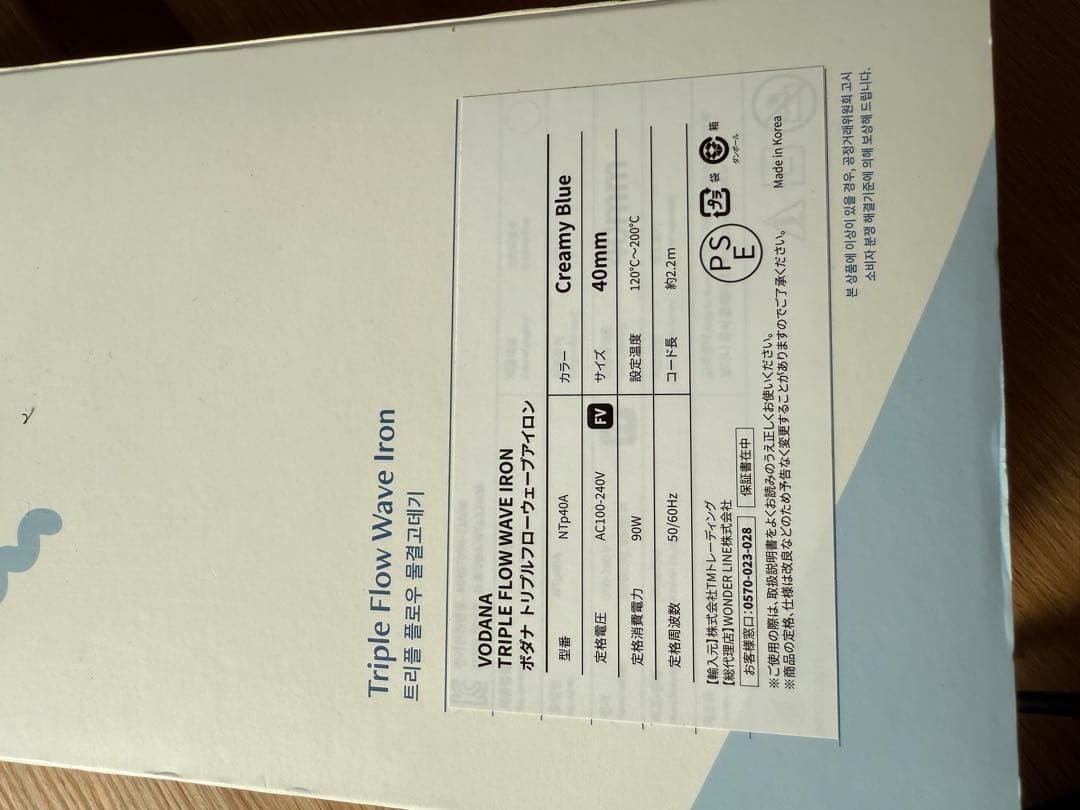 Triple Flow Wave Iron
트리플 플로우 물결고데기
VODANA
TRIPLE FLOW WAVE IRON
ボダナ トリプルフローウェーブアイロン
型番 NTp40A カラー Creamy Blue
定格電圧 AC100-240V FV サイズ 40mm
定格消費電力 90W 設定温度 120℃~200℃
定格周波数 50/60Hz コード長 約2.2m
【輸入元】株式会社TMトレーディング
【総代理店】WONDER LINE株式会社
お客様窓口:0570-023-028 保証書在中
PSE プラ 袋 箱 ダンボール
※ご使用の際は、取扱説明書をよくお読みのうえ正しくお使いください。
※商品の定格、仕様は改良などのため予告なく変更することがありますのでご了承ください。 Made in Korea
본 상품에 이상이 있을 경우, 공정거래위원회 고시
소비자 분쟁 해결기준에 의해 보상해 드립니다.